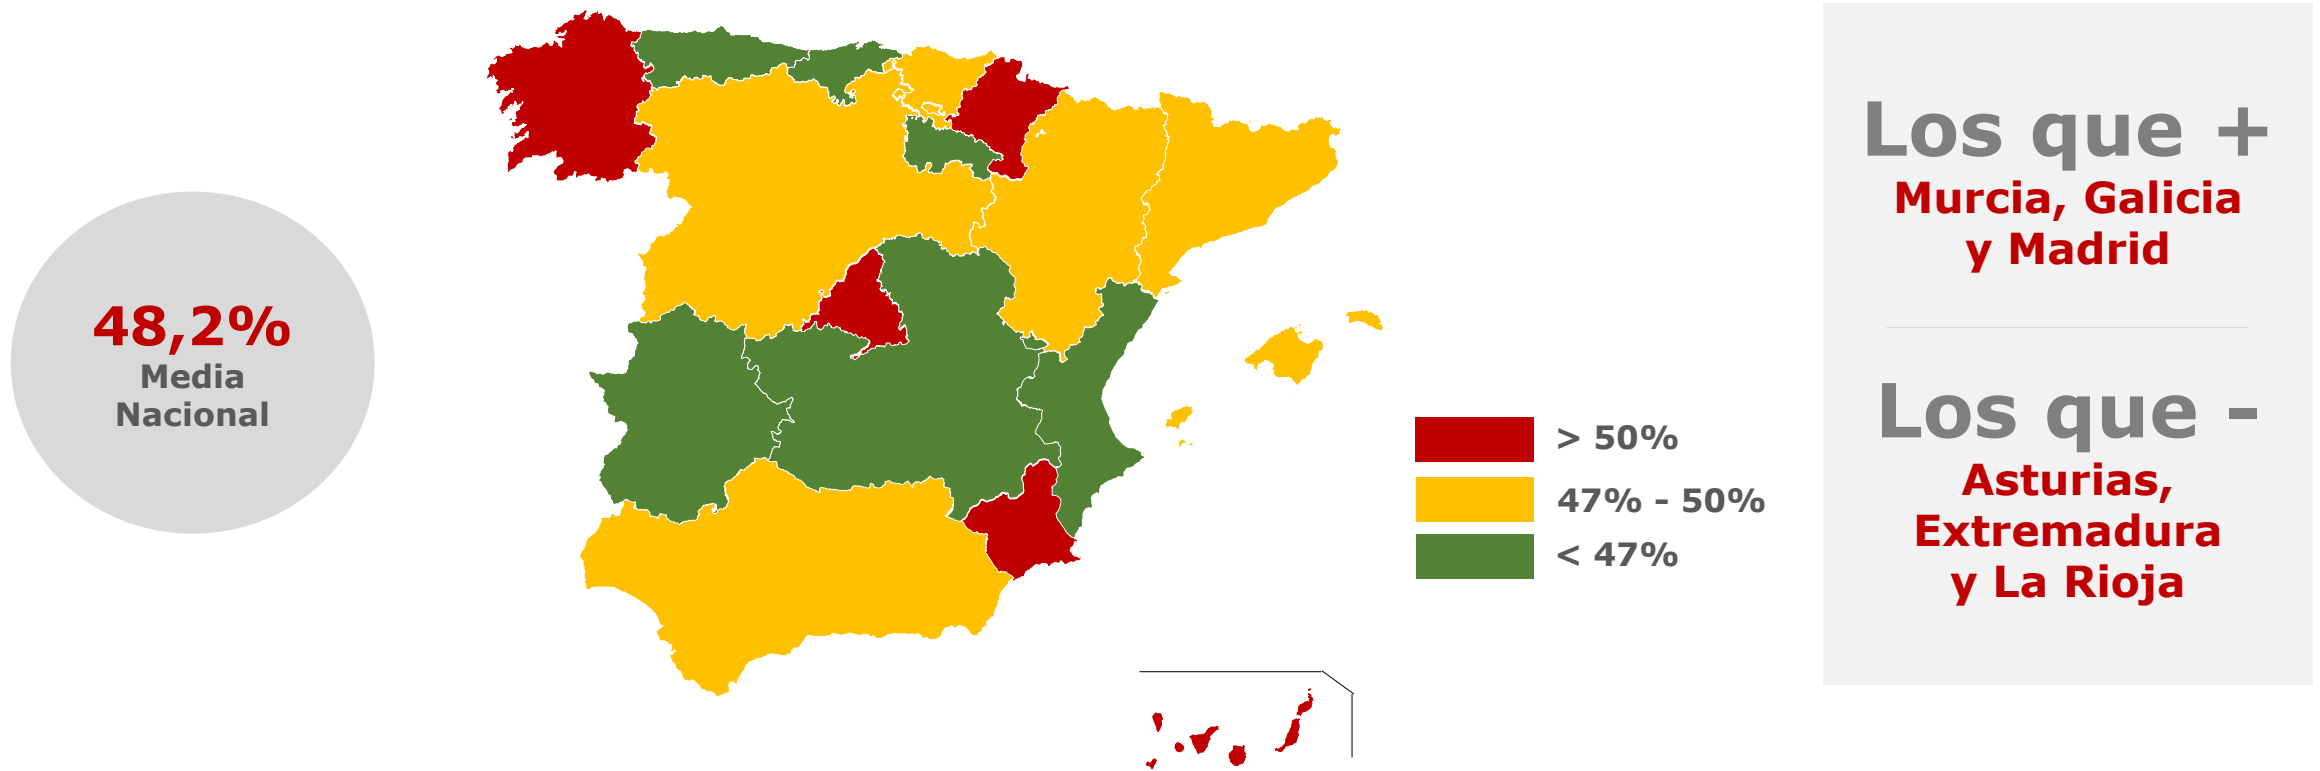 48,2%
Media
Nacional
> 50%
47% - 50%
< 47%
Los que +
Murcia, Galicia
y Madrid
Los que -
Asturias,
Extremadura
y La Rioja